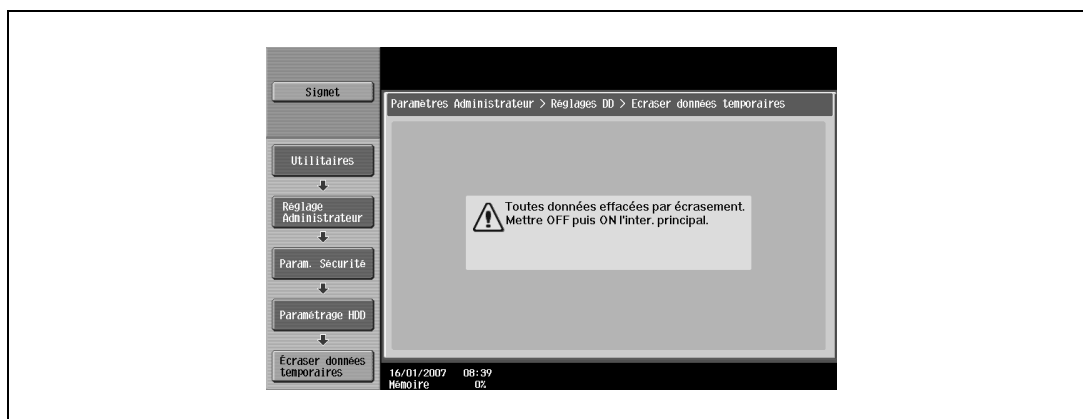 Signet
Paramètres Administrateur > Réglages DD > Ecraser données temporaires
Utilitaires
Réglage
Administrateur
Param. Sécurité
Paramétrage HDD
Écraser données
temporaires
Toutes données effacées par écrasement.
Mettre OFF puis ON l'inter. principal.
16/01/2007 08:39
Mémoire 0%